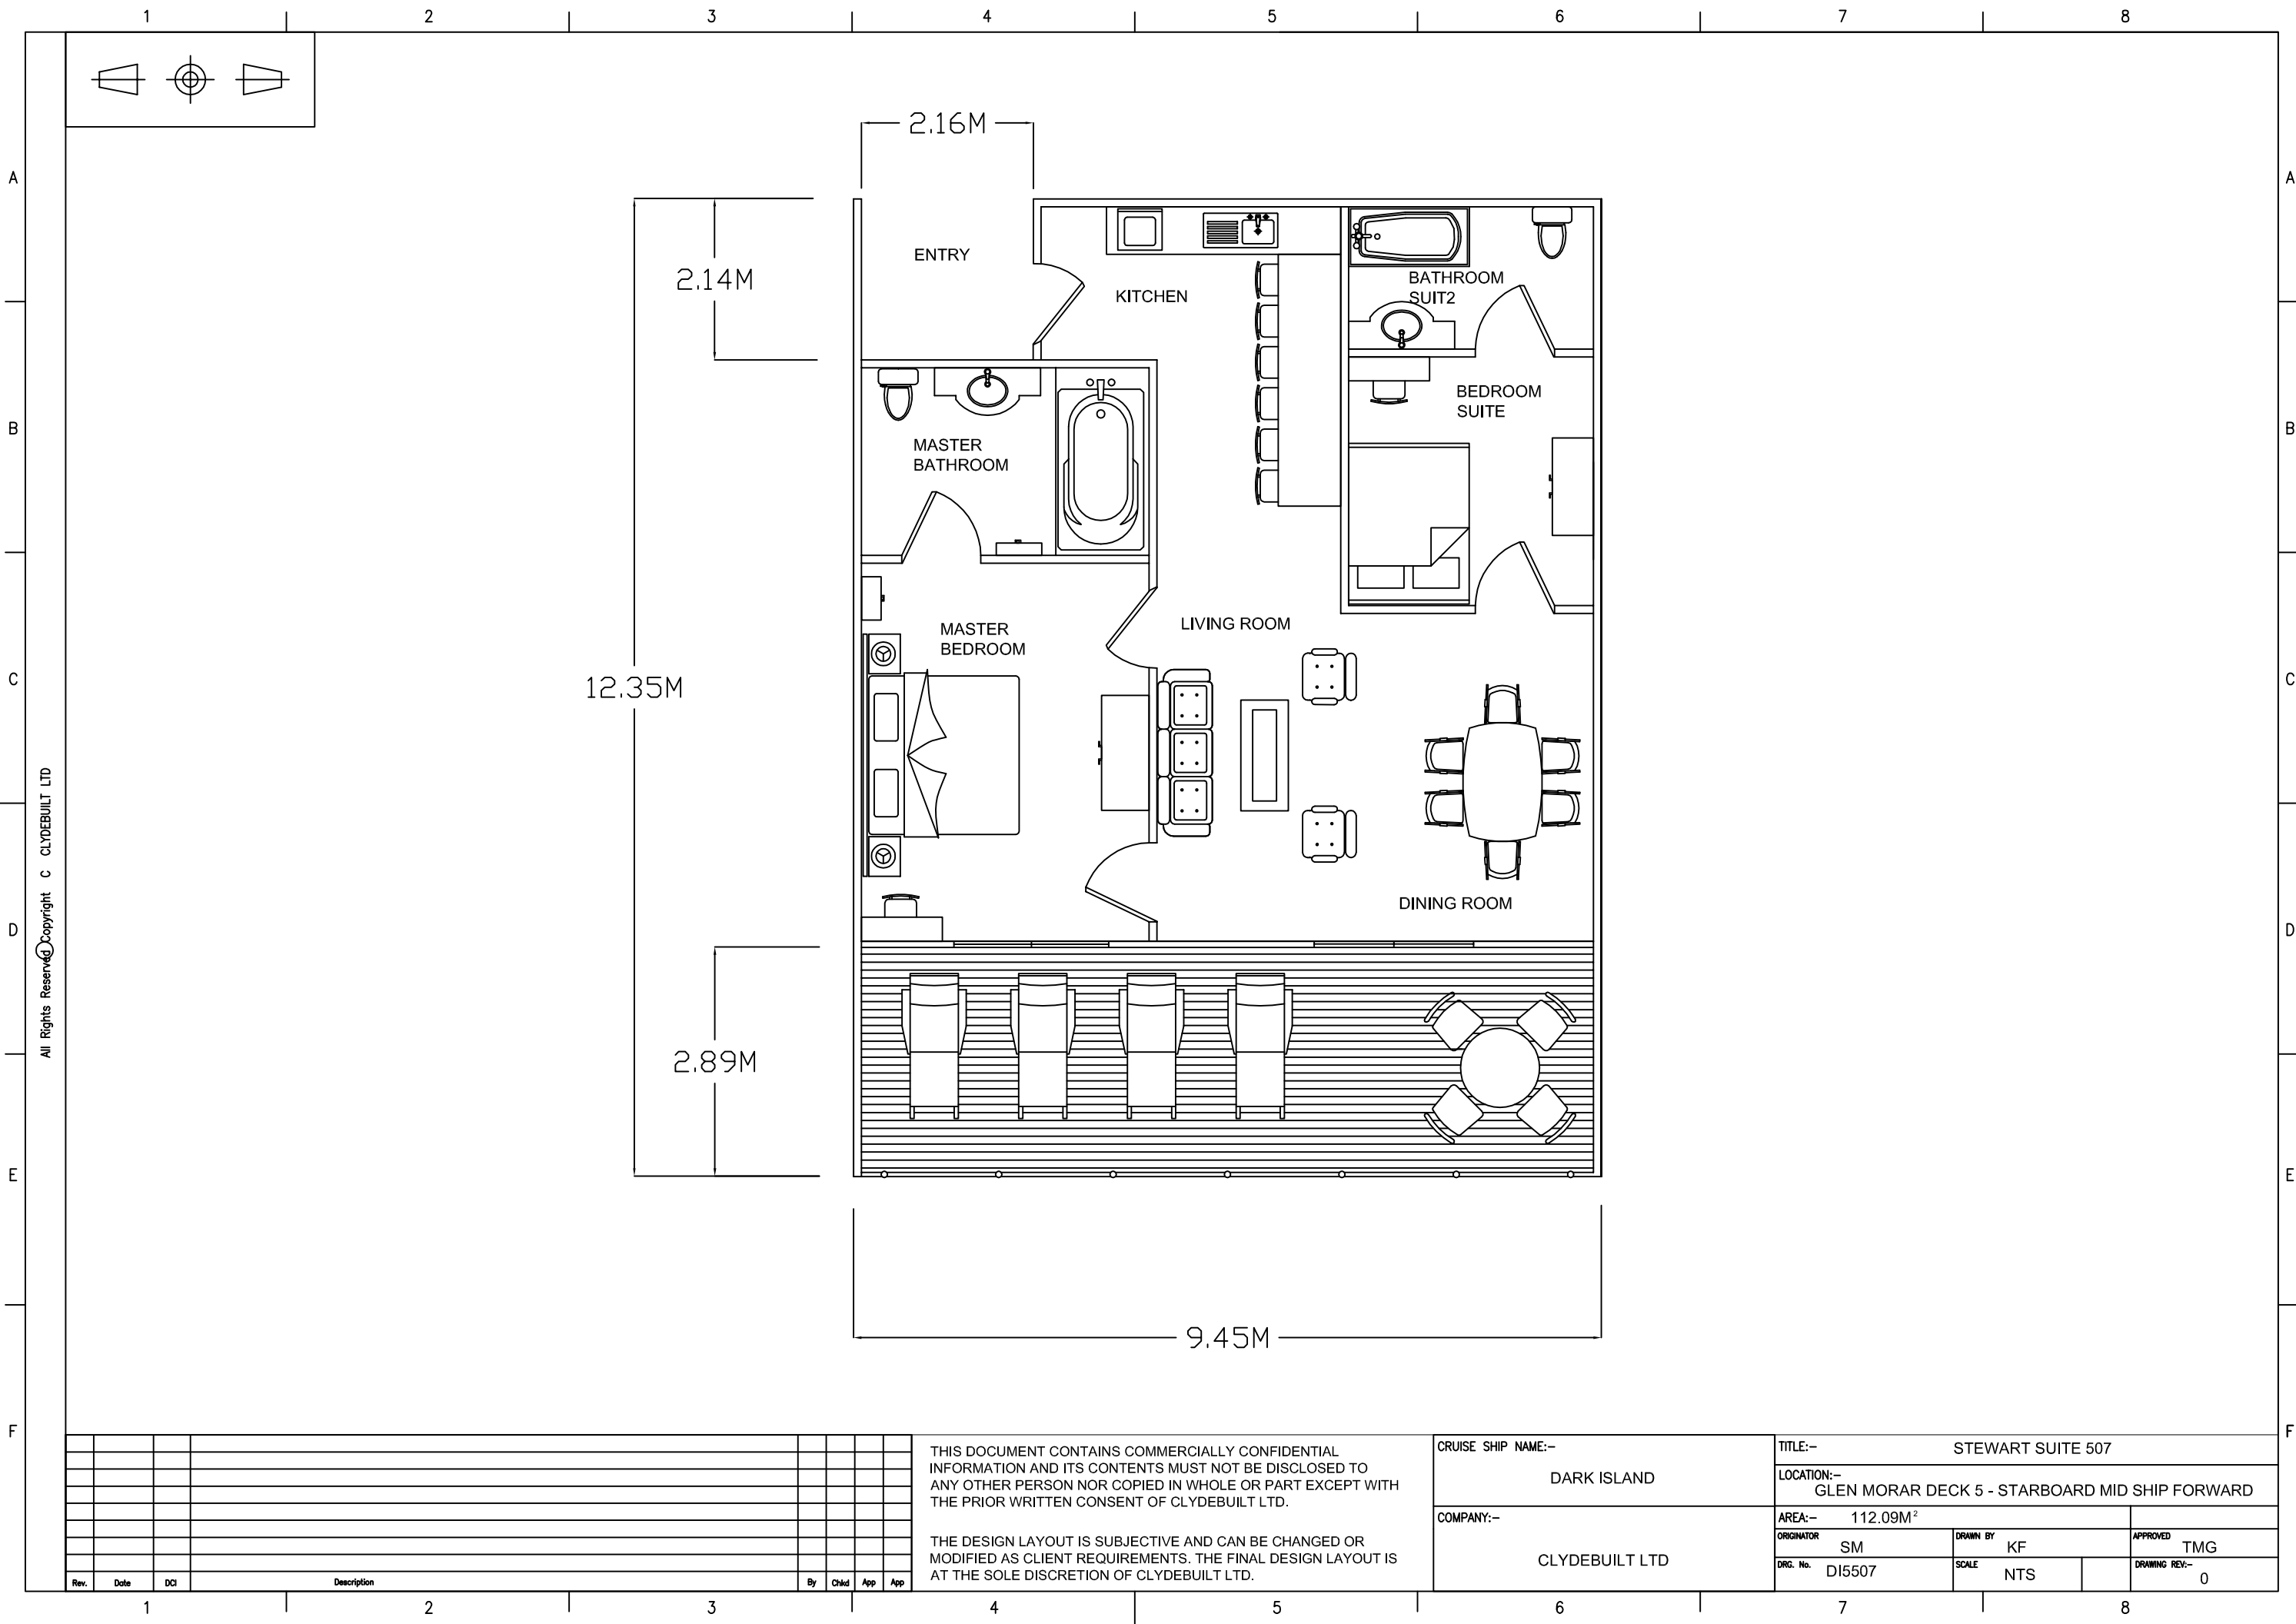 1 2 3 4 5 6 7 8
A A
B B
C C
D D
E E
F F
2.16M
2.14M
12.35M
2.89M
9.45M
ENTRY
KITCHEN
BATHROOM
SUIT2
BEDROOM
SUITE
MASTER
BATHROOM
MASTER
BEDROOM
LIVING ROOM
DINING ROOM
All Rights Reserved Copyright C CLYDEBUILT LTD
Rev. Date DCI Description By Chkd App App
THIS DOCUMENT CONTAINS COMMERCIALLY CONFIDENTIAL
INFORMATION AND ITS CONTENTS MUST NOT BE DISCLOSED TO
ANY OTHER PERSON NOR COPIED IN WHOLE OR PART EXCEPT WITH
THE PRIOR WRITTEN CONSENT OF CLYDEBUILT LTD.
THE DESIGN LAYOUT IS SUBJECTIVE AND CAN BE CHANGED OR
MODIFIED AS CLIENT REQUIREMENTS. THE FINAL DESIGN LAYOUT IS
AT THE SOLE DISCRETION OF CLYDEBUILT LTD.
CRUISE SHIP NAME:-
DARK ISLAND
COMPANY:-
CLYDEBUILT LTD
TITLE:- STEWART SUITE 507
LOCATION:-
GLEN MORAR DECK 5 - STARBOARD MID SHIP FORWARD
AREA:- 112.09M²
ORIGINATOR DRAWN BY APPROVED
SM KF TMG
DRG. No. DI5507 SCALE NTS DRAWING REV:- 0
1 2 3 4 5 6 7 8